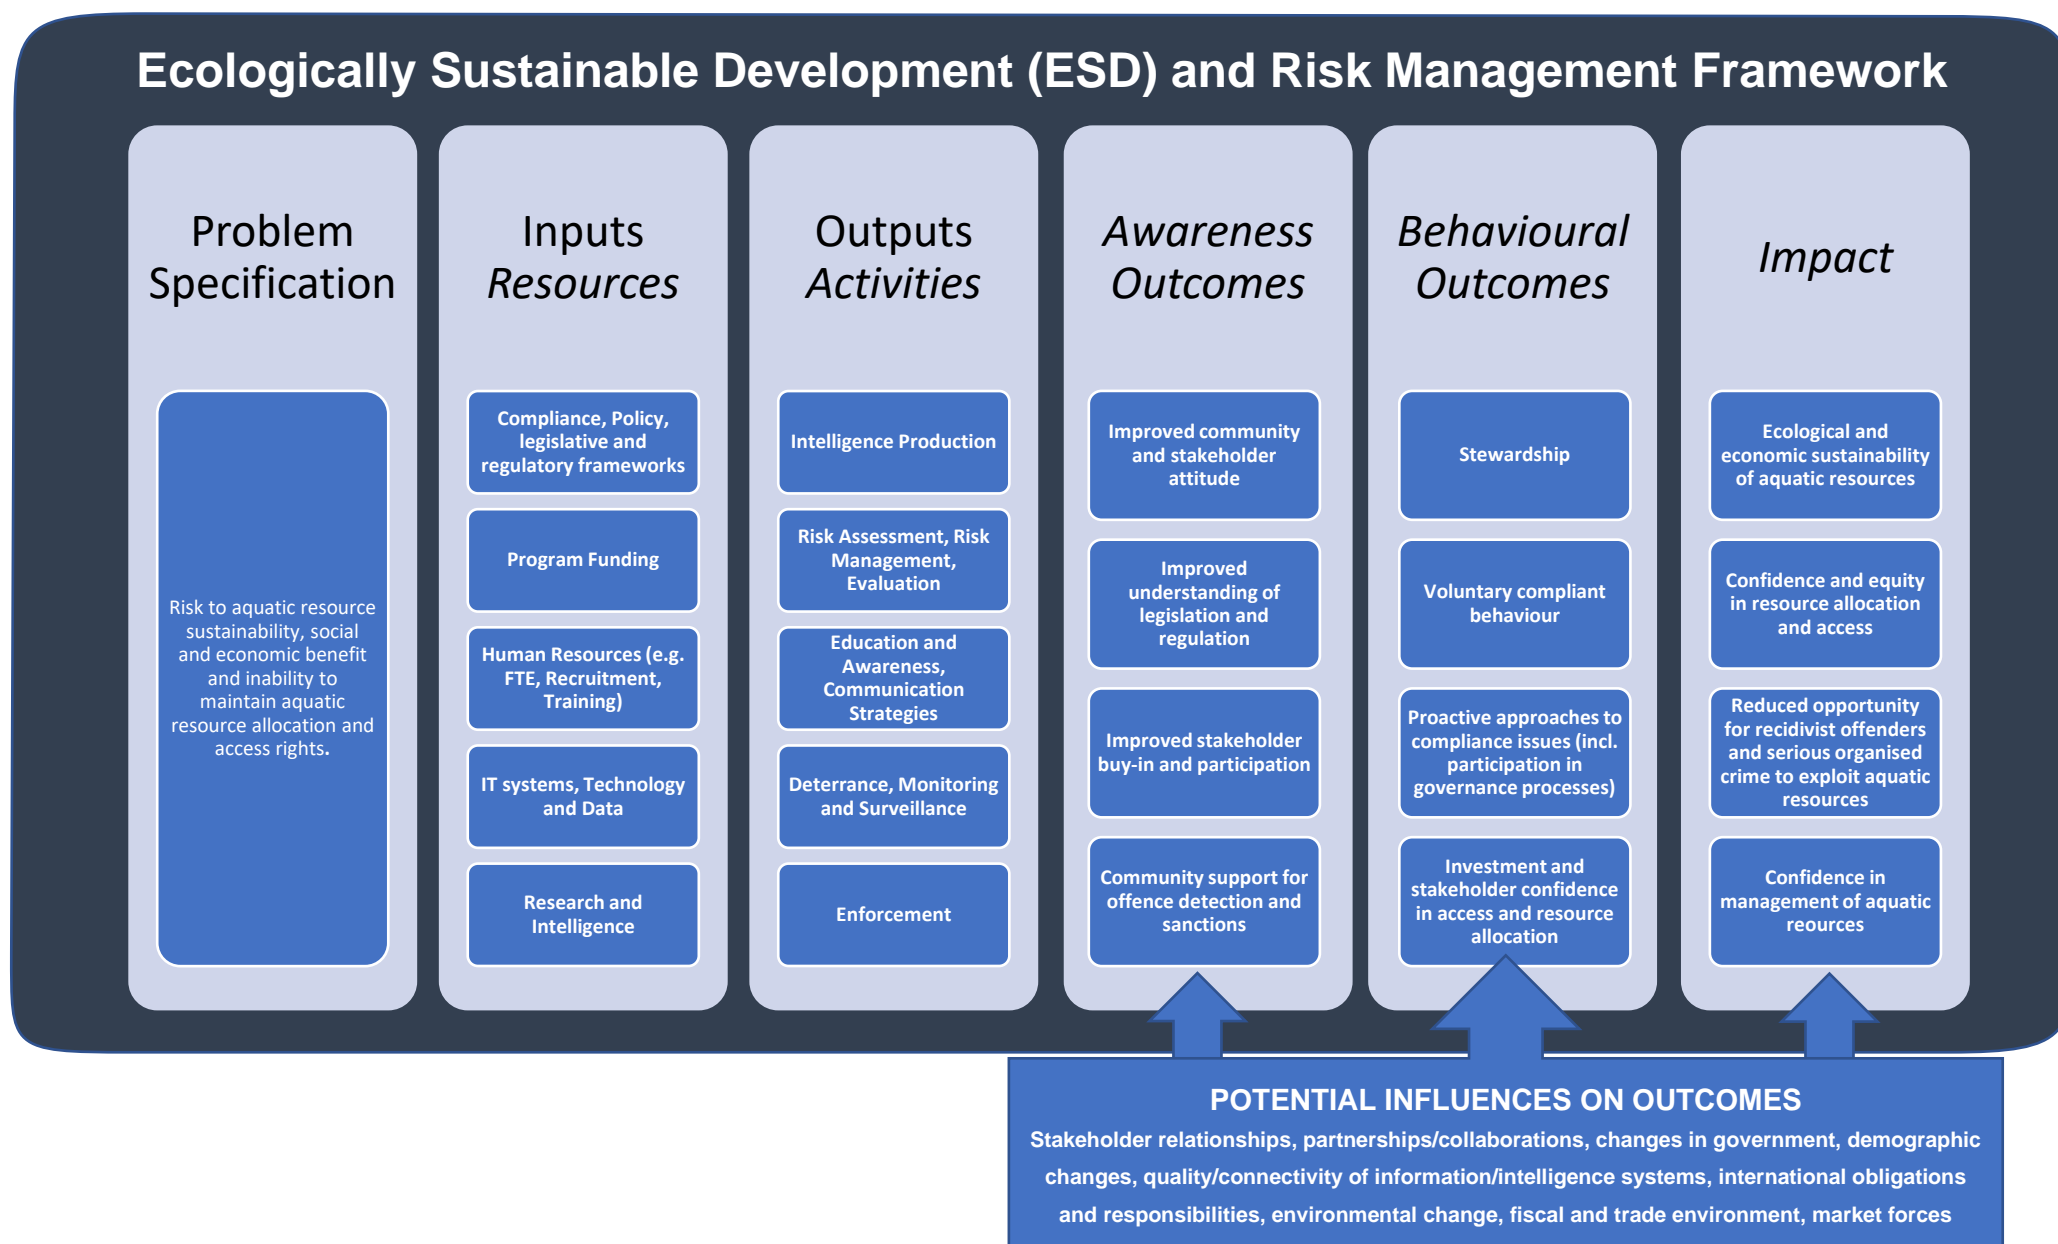 Ecologically Sustainable Development (ESD) and Risk Management Framework
Problem
Specification
Risk to aquatic resource
sustainability, social
and economic benefit
and inability to
maintain aquatic
resource allocation and
access rights.
Inputs
Resources
Compliance, Policy,
legislative and
regulatory frameworks
Program Funding
Human Resources (e.g.
FTE, Recruitment,
Training)
IT systems, Technology
and Data
Research and
Intelligence
Outputs
Activities
Intelligence Production
Risk Assessment, Risk
Management,
Evaluation
Education and
Awareness,
Communication
Strategies
Deterrance, Monitoring
and Surveillance
Enforcement
Awareness
Outcomes
Improved community
and stakeholder
attitude
Improved
understanding of
legislation and
regulation
Improved stakeholder
buy-in and participation
Community support for
offence detection and
sanctions
Behavioural
Outcomes
Stewardship
Voluntary compliant
behaviour
Proactive approaches to
compliance issues (incl.
participation in
governance processes)
Investment and
stakeholder confidence
in access and resource
allocation
Impact
Ecological and
economic sustainability
of aquatic resources
Confidence and equity
in resource allocation
and access
Reduced opportunity
for recidivist offenders
and serious organised
crime to exploit aquatic
resources
Confidence in
management of aquatic
reources
POTENTIAL INFLUENCES ON OUTCOMES
Stakeholder relationships, partnerships/collaborations, changes in government, demographic
changes, quality/connectivity of information/intelligence systems, international obligations
and responsibilities, environmental change, fiscal and trade environment, market forces